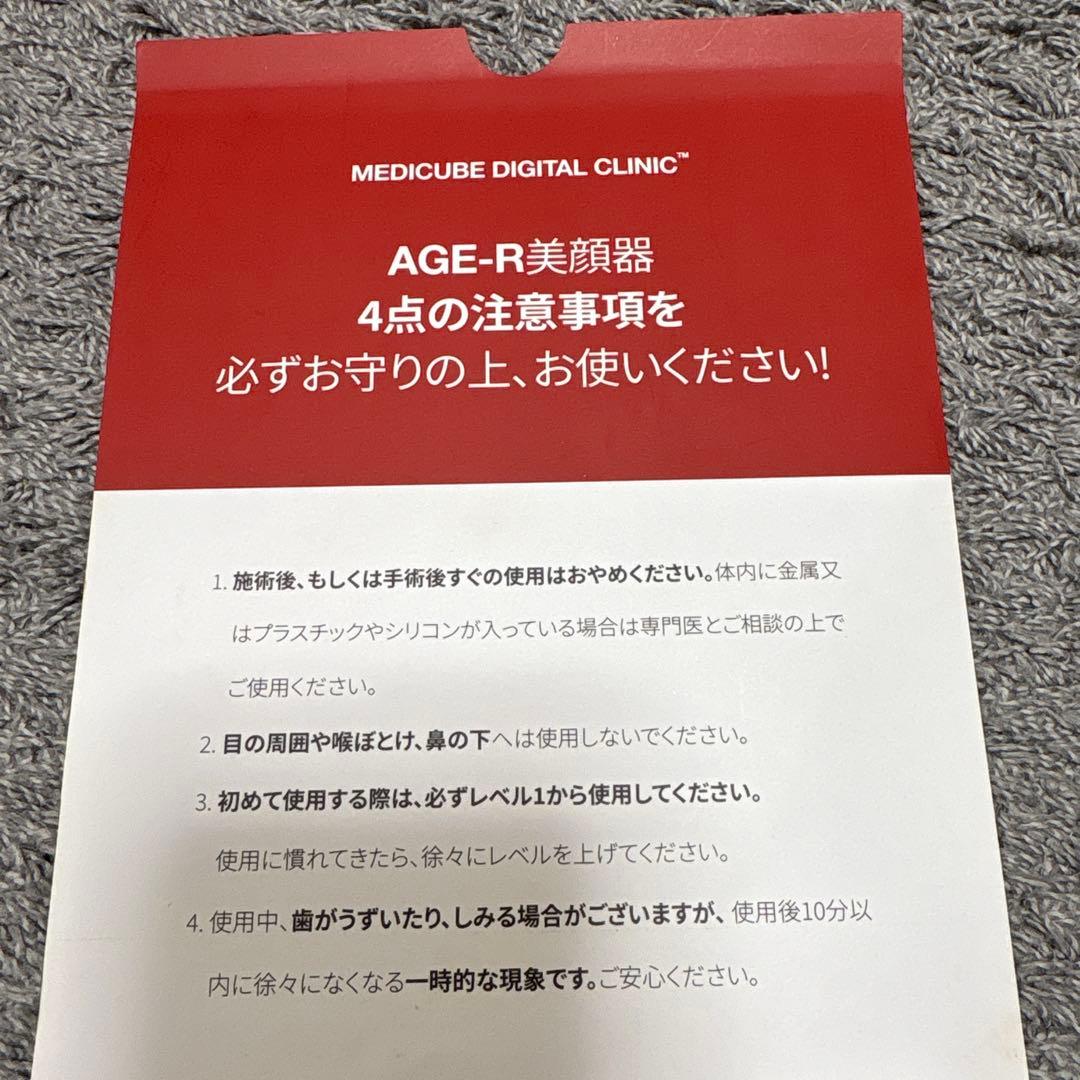 MEDICUBE DIGITAL CLINIC™
AGE-R美顔器
4点の注意事項を
必ずお守りの上、お使いください!
1. 施術後、もしくは手術後すぐの使用はおやめください。体内に金属又
はプラスチックやシリコンが入っている場合は専門医とご相談の上で
ご使用ください。
2. 目の周囲や喉ぼとけ、鼻の下へは使用しないでください。
3. 初めて使用する際は、必ずレベル1から使用してください。
使用に慣れてきたら、徐々にレベルを上げてください。
4. 使用中、歯がうずいたり、しみる場合がございますが、使用後10分以
内に徐々になくなる一時的な現象です。ご安心ください。